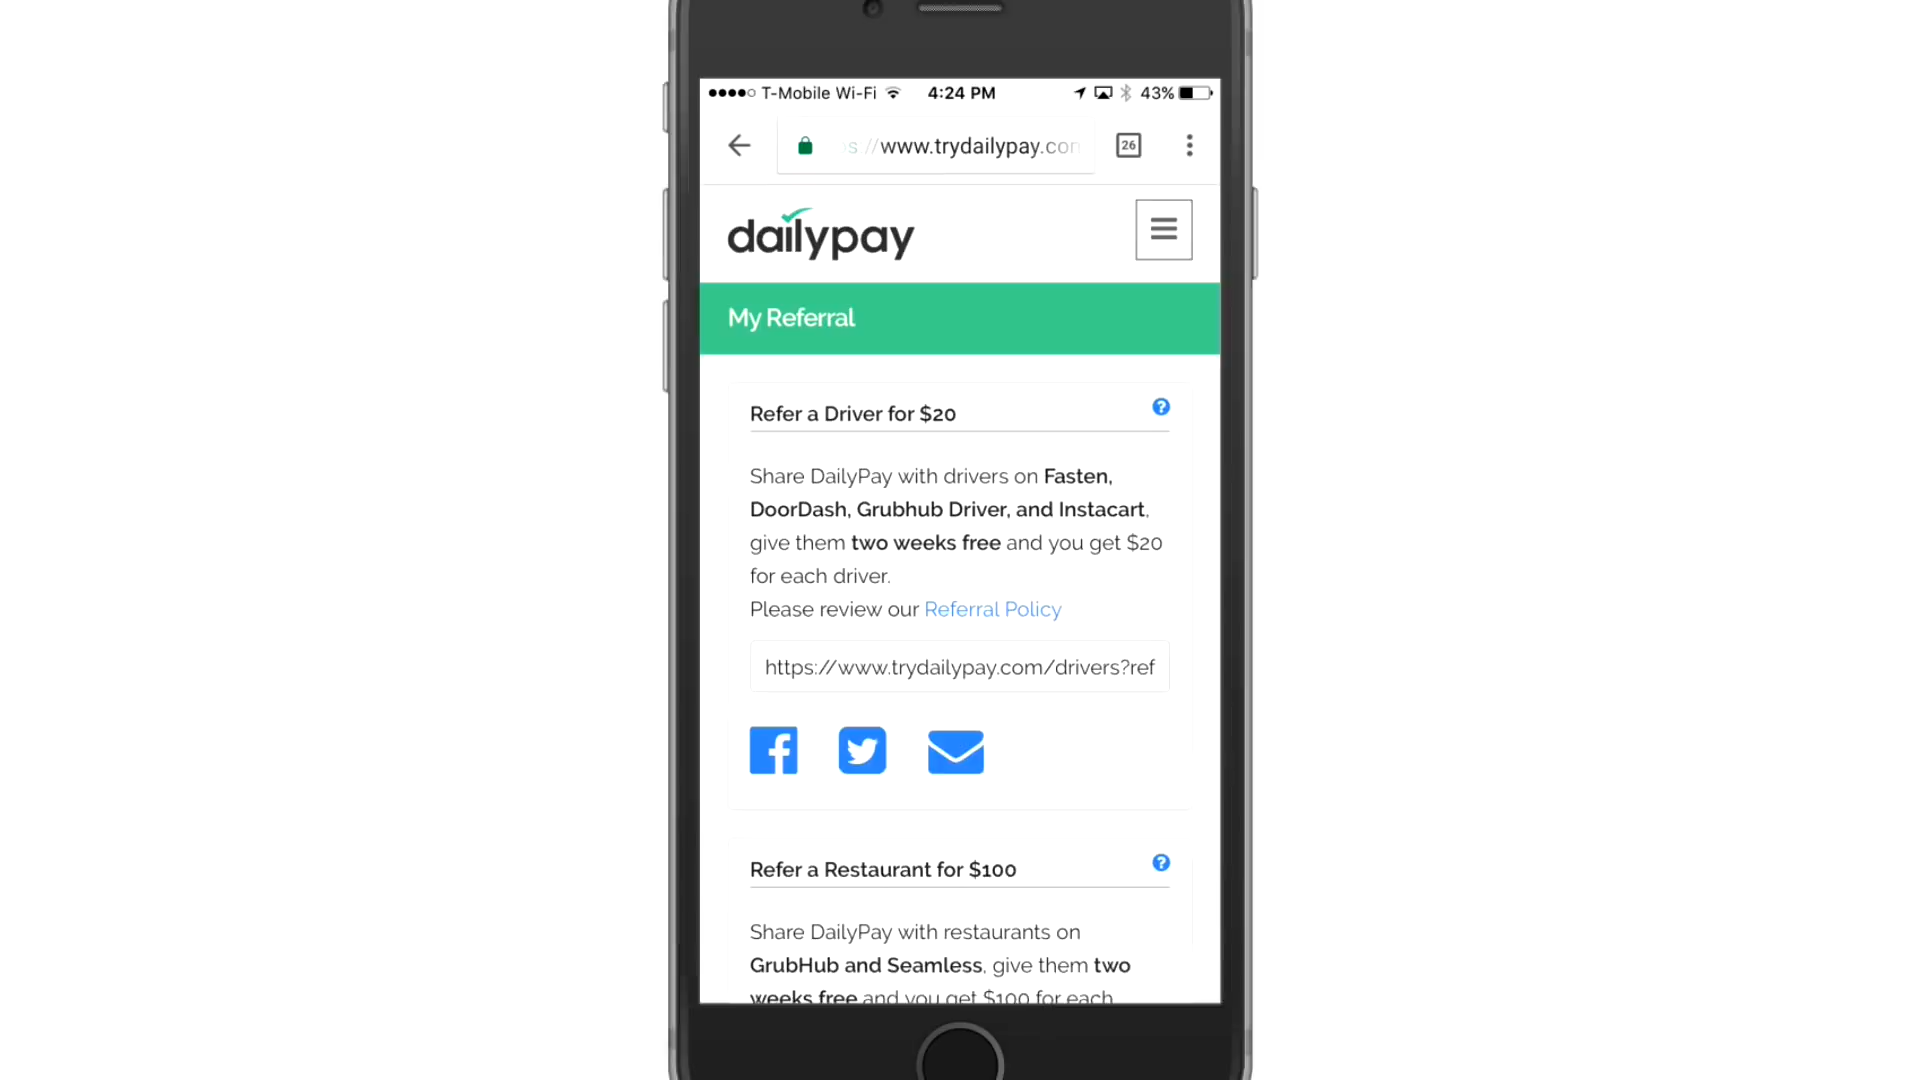 T-Mobile Wi-Fi 4:24 PM 43%
s://www.trydailypay.com 26
dailypay
My Referral
Refer a Driver for $20 ?
Share DailyPay with drivers on Fasten,
DoorDash, Grubhub Driver, and Instacart,
give them two weeks free and you get $20
for each driver.
Please review our Referral Policy
https://www.trydailypay.com/drivers?ref
Refer a Restaurant for $100 ?
Share DailyPay with restaurants on
GrubHub and Seamless, give them two
weeks free and you get $100 for each